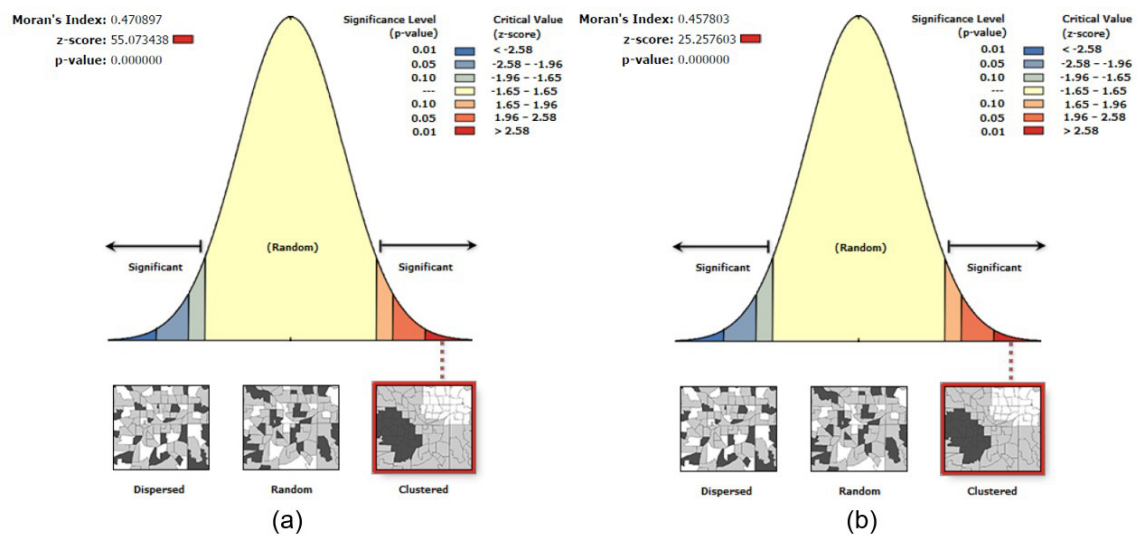 Moran's Index: 0.470897
z-score: 55.073438
p-value: 0.000000
Significance Level
(p-value)
Critical Value
(z-score)
0.01 < -2.58
0.05 -2.58 – -1.96
0.10 -1.96 – -1.65
--- -1.65 – 1.65
0.10 1.65 – 1.96
0.05 1.96 – 2.58
0.01 > 2.58
(Random)
Significant
Significant
Dispersed
Random
Clustered
(a)
Moran's Index: 0.457803
z-score: 25.257603
p-value: 0.000000
Significance Level
(p-value)
Critical Value
(z-score)
0.01 < -2.58
0.05 -2.58 – -1.96
0.10 -1.96 – -1.65
--- -1.65 – 1.65
0.10 1.65 – 1.96
0.05 1.96 – 2.58
0.01 > 2.58
(Random)
Significant
Significant
Dispersed
Random
Clustered
(b)